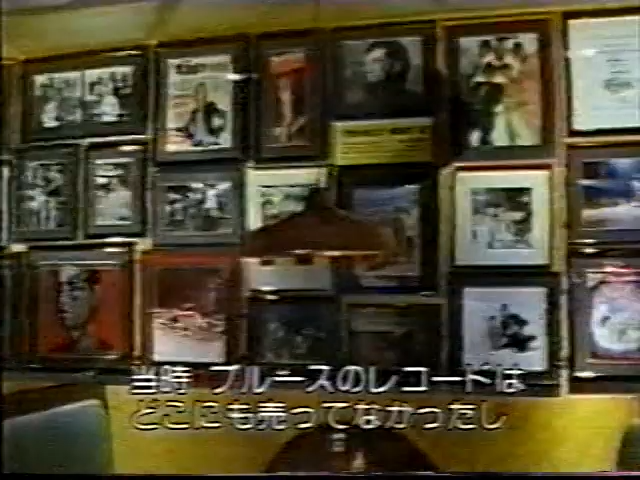 当時 ブルースのレコードは
どこにも売ってなかったし